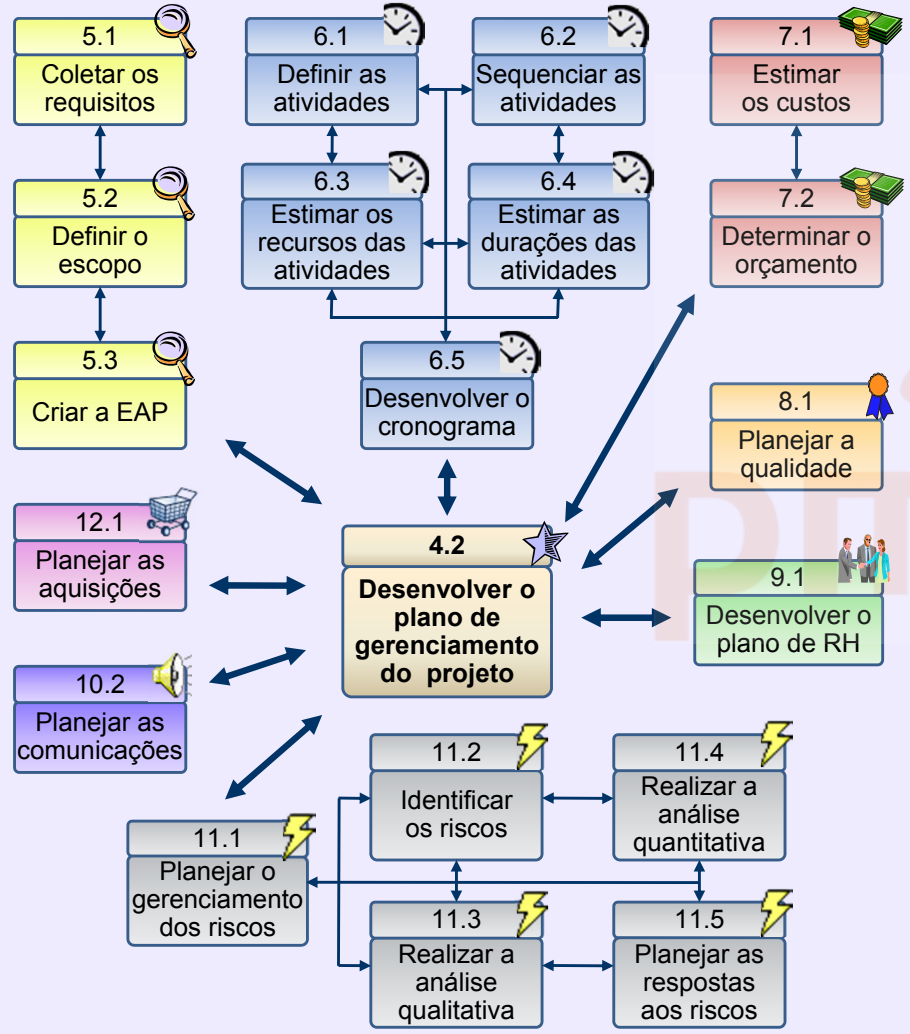 5.1
Coletar os
requisitos
6.1
Definir as
atividades
6.2
Sequenciar as
atividades
7.1
Estimar
os custos
5.2
Definir o
escopo
6.3
Estimar os
recursos das
atividades
6.4
Estimar as
durações das
atividades
7.2
Determinar o
orçamento
5.3
Criar a EAP
6.5
Desenvolver o
cronograma
8.1
Planejar a
qualidade
12.1
Planejar as
aquisições
4.2
Desenvolver o
plano de
gerenciamento
do projeto
9.1
Desenvolver o
plano de RH
10.2
Planejar as
comunicações
11.1
Planejar o
gerenciamento
dos riscos
11.2
Identificar
os riscos
11.4
Realizar a
análise
quantitativa
11.3
Realizar a
análise
qualitativa
11.5
Planejar as
respostas
aos riscos